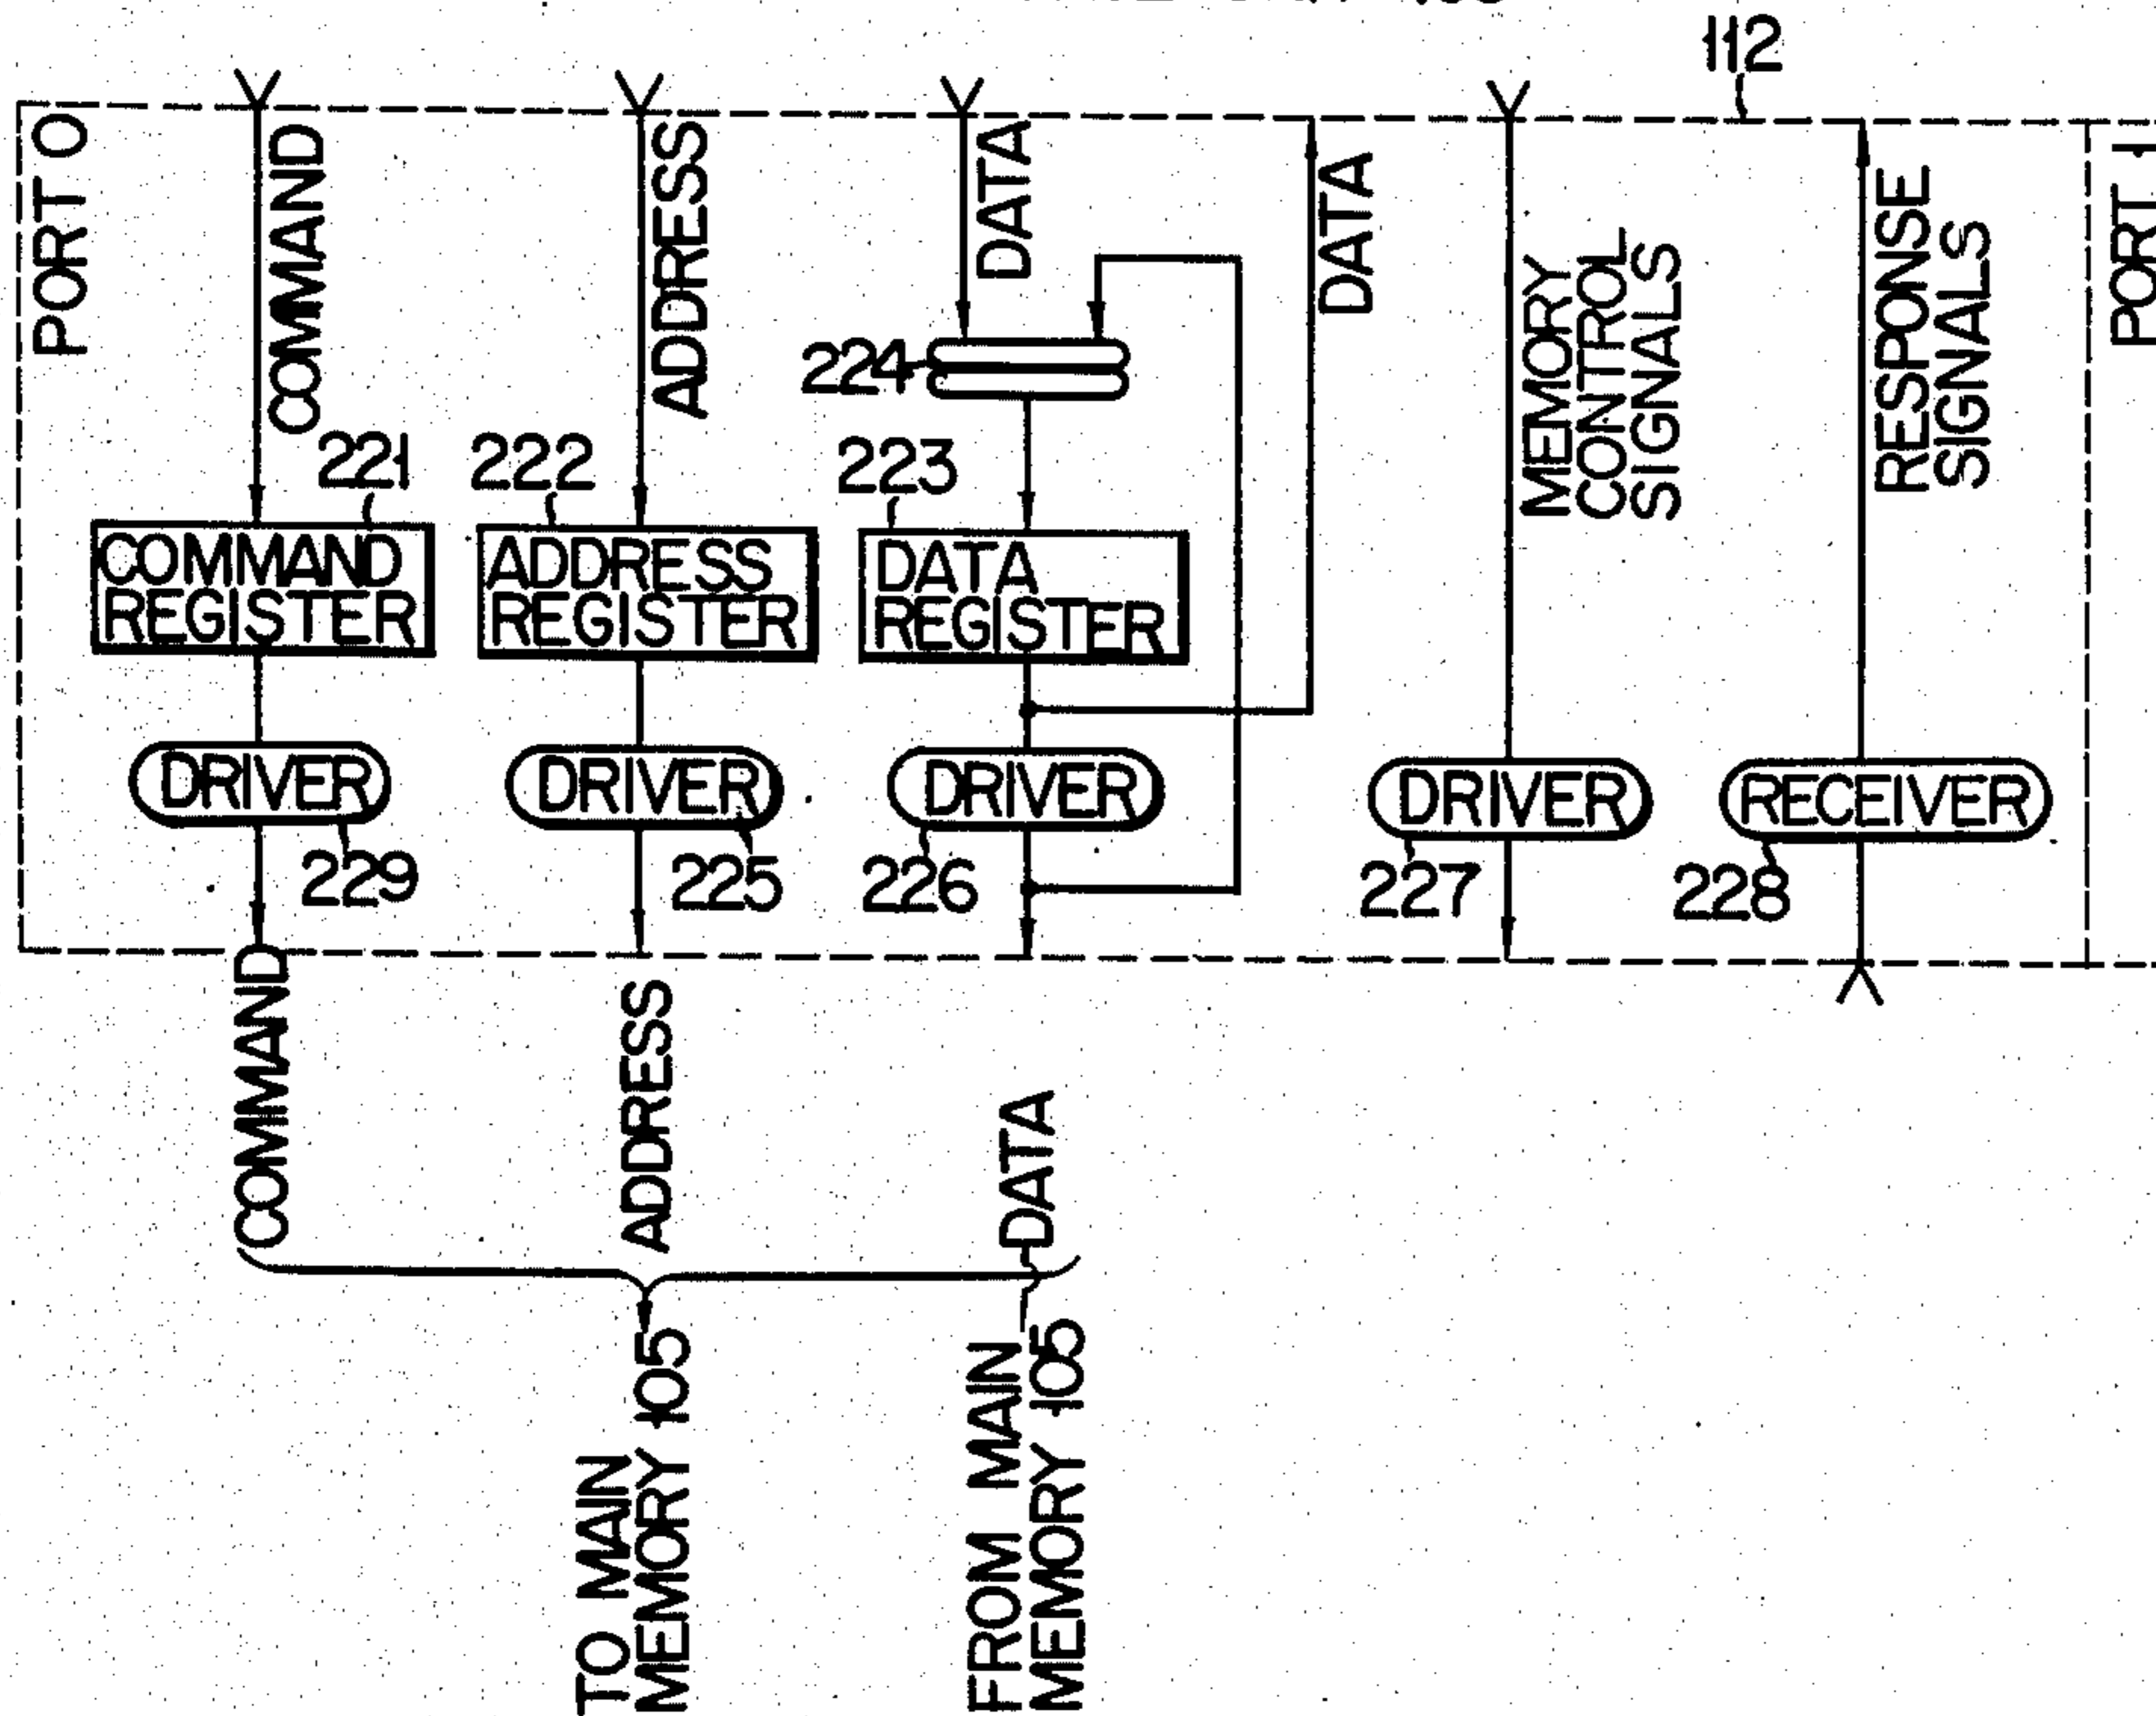 112
PORT 0
COMMAND
ADDRESS
DATA
DATA
MEMORY
CONTROL
SIGNALS
RESPONSE
SIGNALS
PORT 1
224
221
222
223
COMMAND
REGISTER
ADDRESS
REGISTER
DATA
REGISTER
DRIVER
DRIVER
DRIVER
DRIVER
RECEIVER
229
225
226
227
228
COMMAND
ADDRESS
DATA
TO MAIN
MEMORY 105
FROM MAIN
MEMORY 105